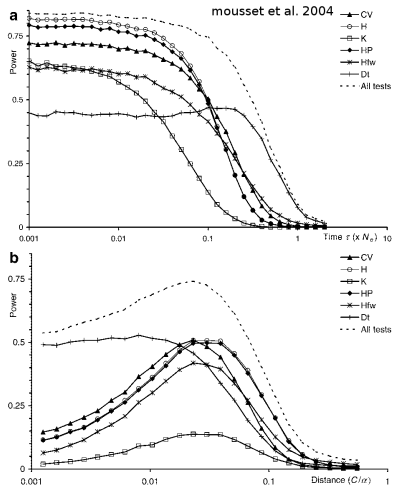 a
mousset et al. 2004
CV
H
K
HP
Hfw
Dt
All tests
Power
0.75
0.5
0.25
0
0.001
0.01
0.1
1
10
Time τ (x Ne)
b
CV
H
K
HP
Hfw
Dt
All tests
Power
0.75
0.5
0.25
0
0.001
0.01
0.1
1
Distance (C/α)